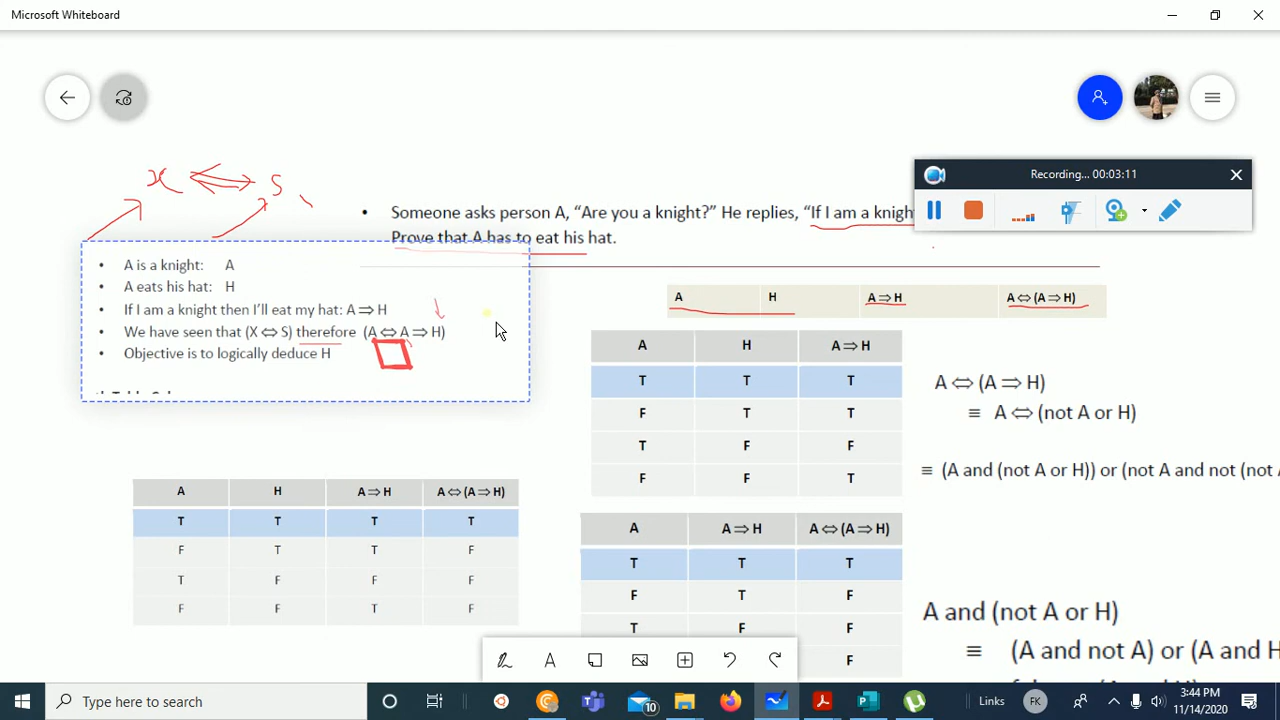 Microsoft Whiteboard
Recording... 00:03:11
x ⇔ S
• Someone asks person A, "Are you a knight?" He replies, "If I am a knight
Prove that A has to eat his hat.
• A is a knight: A
• A eats his hat: H
• If I am a knight then I'll eat my hat: A ⇒ H
• We have seen that (X ⇔ S) therefore (A ⇔ A ⇒ H)
• Objective is to logically deduce H
A H A ⇒ H A ⇔ (A ⇒ H)
A H A ⇒ H
T T T
F T T
T F F
F F T
A ⇔ (A ⇒ H)
≡ A ⇔ (not A or H)
≡ (A and (not A or H)) or (not A and not (not
A H A ⇒ H A ⇔ (A ⇒ H)
T T T T
F T T F
T F F F
F F T F
A A ⇒ H A ⇔ (A ⇒ H)
T T T
F T F
T F F
F
A and (not A or H)
≡ (A and not A) or (A and H
A
Type here to search
10
Links
FK
3:44 PM
11/14/2020